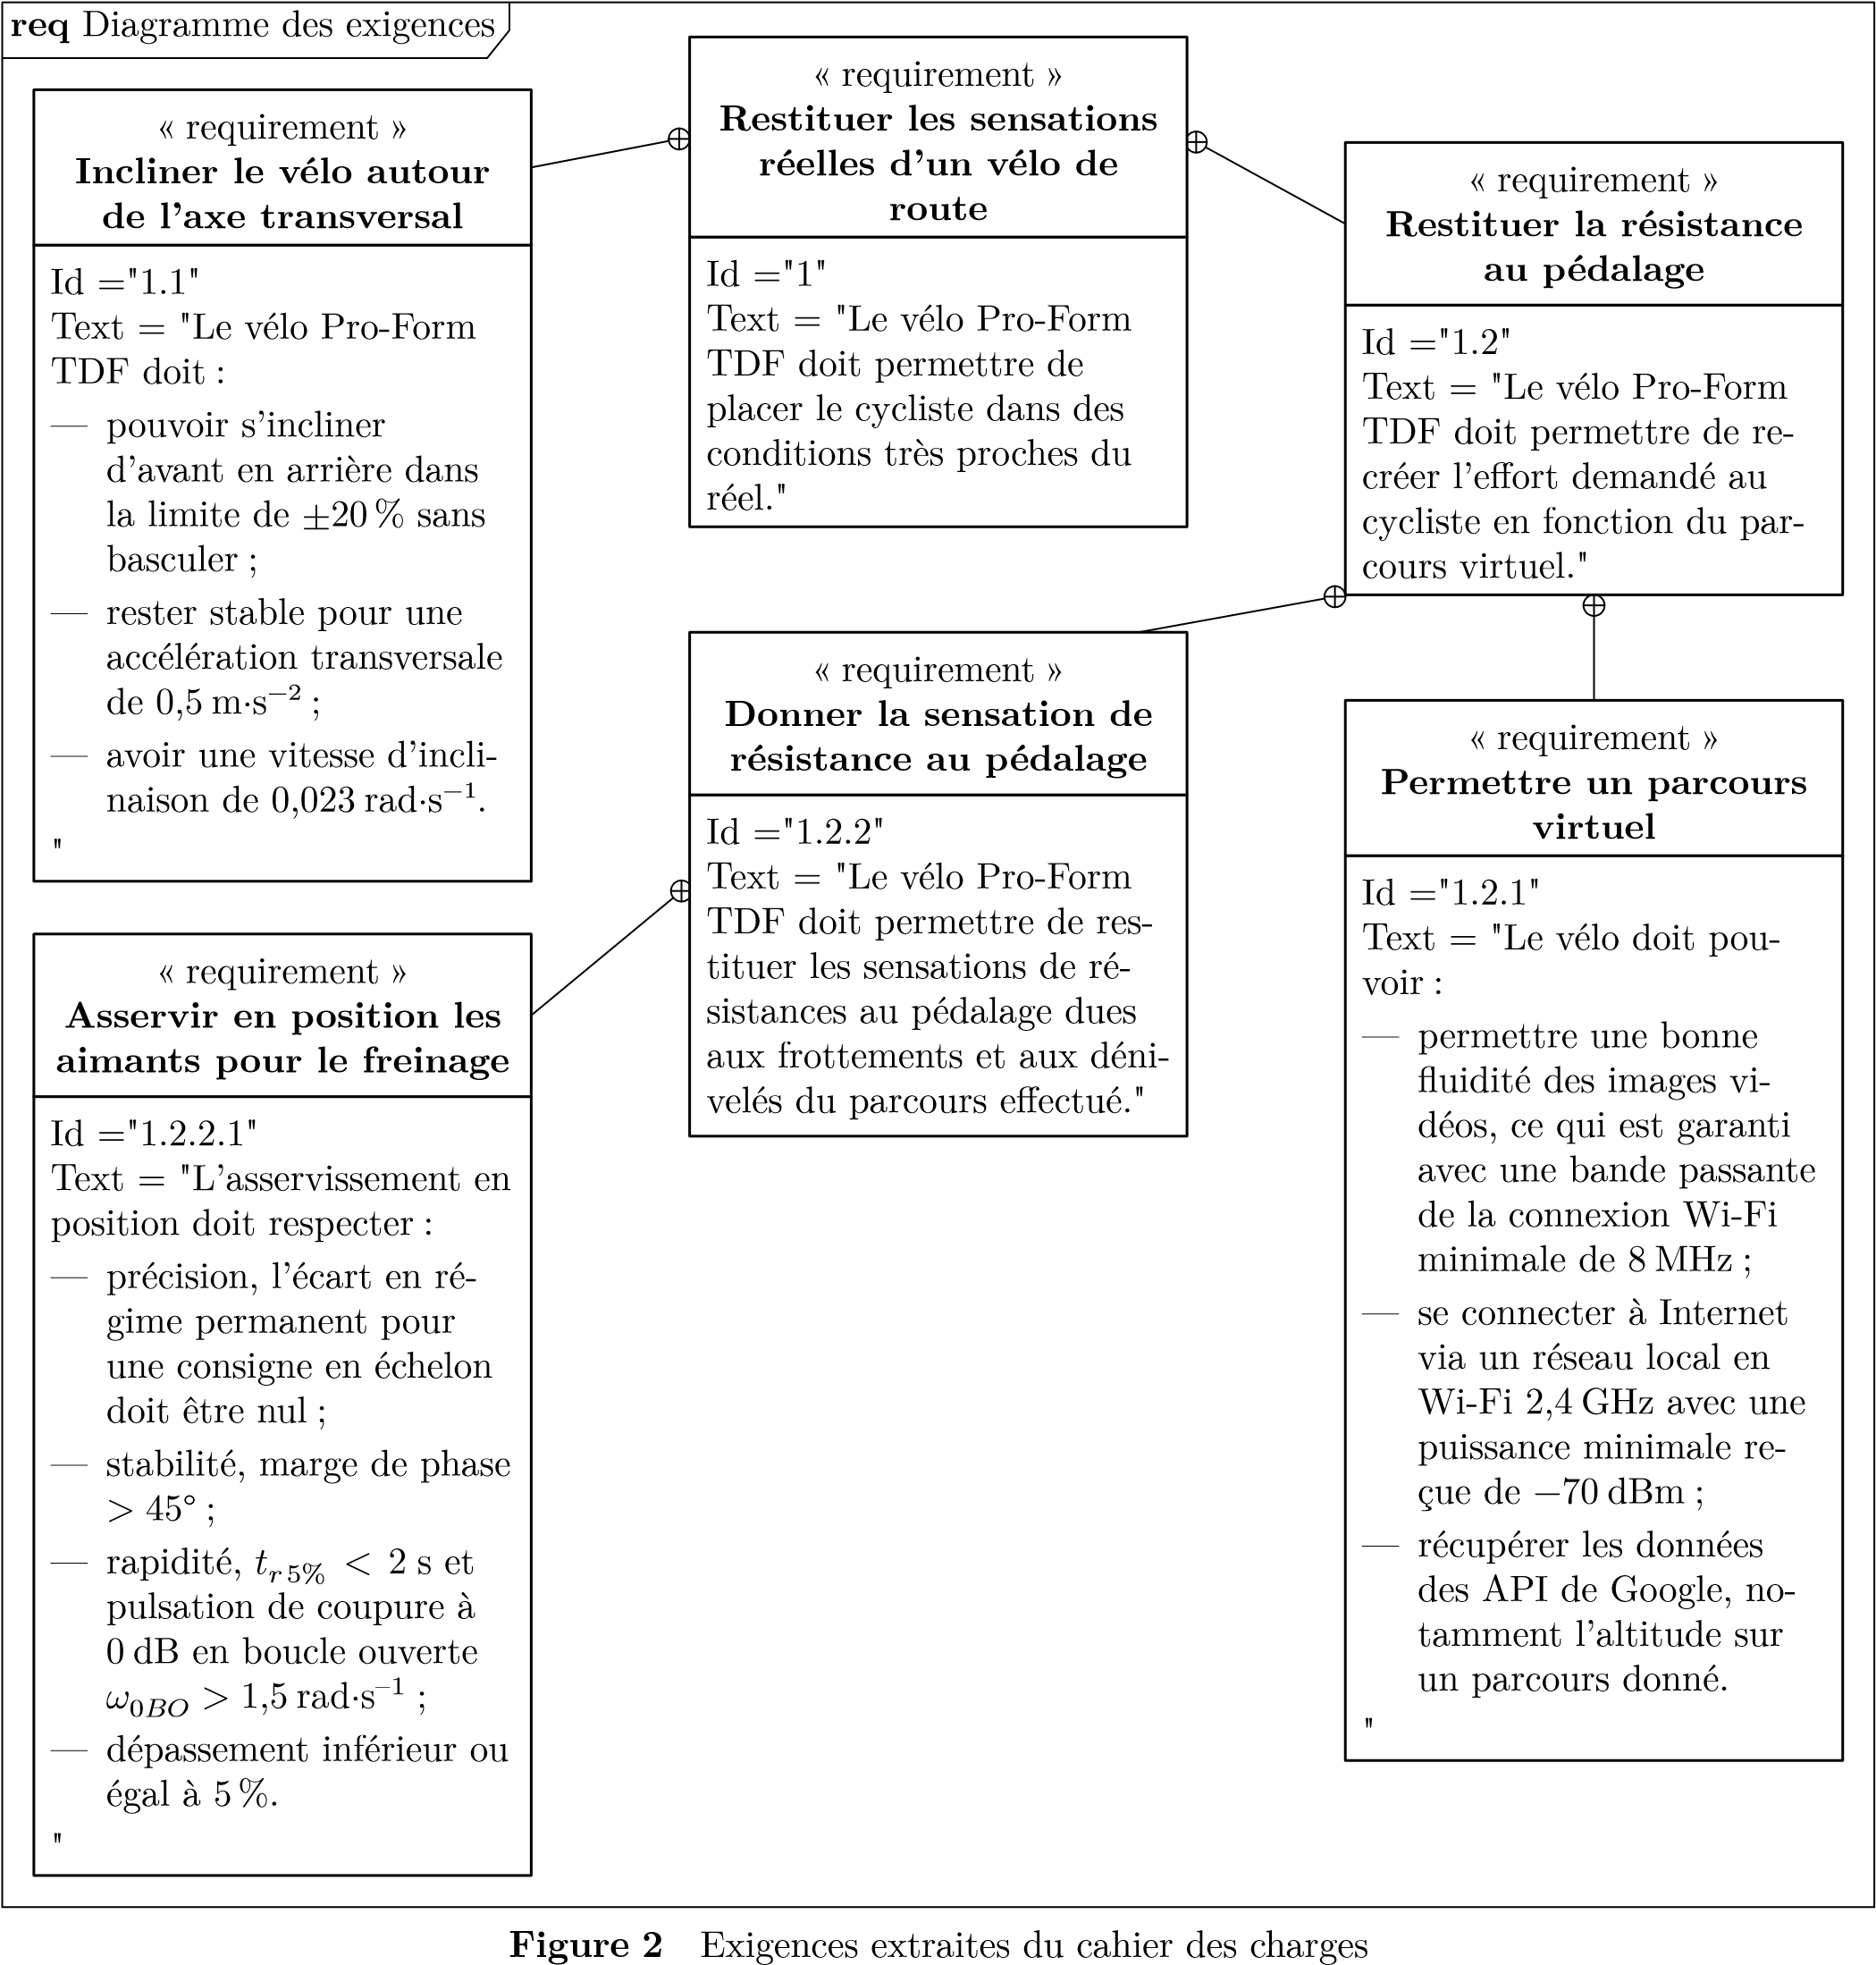 req Diagramme des exigences
« requirement »
Incliner le vélo autour
de l'axe transversal
Id ="1.1"
Text = "Le vélo Pro-Form
TDF doit :
— pouvoir s'incliner
d'avant en arrière dans
la limite de ±20 % sans
basculer ;
— rester stable pour une
accélération transversale
de 0,5 m·s⁻² ;
— avoir une vitesse d'incli-
naison de 0,023 rad·s⁻¹.
"
« requirement »
Restituer les sensations
réelles d'un vélo de
route
Id ="1"
Text = "Le vélo Pro-Form
TDF doit permettre de
placer le cycliste dans des
conditions très proches du
réel."
« requirement »
Restituer la résistance
au pédalage
Id ="1.2"
Text = "Le vélo Pro-Form
TDF doit permettre de re-
créer l'effort demandé au
cycliste en fonction du par-
cours virtuel."
« requirement »
Donner la sensation de
résistance au pédalage
Id ="1.2.2"
Text = "Le vélo Pro-Form
TDF doit permettre de res-
tituer les sensations de ré-
sistances au pédalage dues
aux frottements et aux déni-
velés du parcours effectué."
« requirement »
Permettre un parcours
virtuel
Id ="1.2.1"
Text = "Le vélo doit pou-
voir :
— permettre une bonne
fluidité des images vi-
déos, ce qui est garanti
avec une bande passante
de la connexion Wi-Fi
minimale de 8 MHz ;
— se connecter à Internet
via un réseau local en
Wi-Fi 2,4 GHz avec une
puissance minimale re-
çue de −70 dBm ;
— récupérer les données
des API de Google, no-
tamment l'altitude sur
un parcours donné.
"
« requirement »
Asservir en position les
aimants pour le freinage
Id ="1.2.2.1"
Text = "L'asservissement en
position doit respecter :
— précision, l'écart en ré-
gime permanent pour
une consigne en échelon
doit être nul ;
— stabilité, marge de phase
> 45° ;
— rapidité, t_{r 5%} < 2 s et
pulsation de coupure à
0 dB en boucle ouverte
ω_{0BO} > 1,5 rad·s⁻¹ ;
— dépassement inférieur ou
égal à 5 %.
"
Figure 2 Exigences extraites du cahier des charges